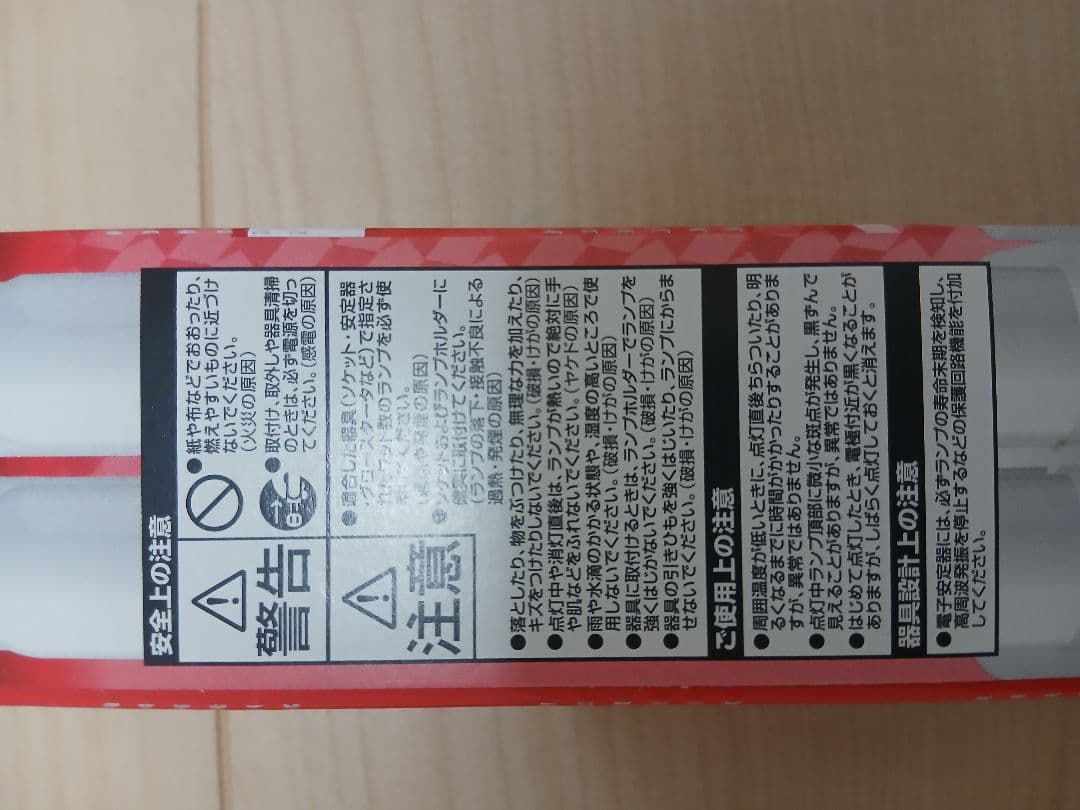 安全上の注意
警告
●紙や布などでおおったり、
燃えやすいものに近づけ
ないでください。
(火災の原因)
●取付け、取外しや器具清掃
のときは、必ず電源を切っ
てください。(感電の原因)
注意
●適合した器具(ソケット・安定器
・グロースタータなど)で指定さ
れたワット数のランプを必ず使
ください。
発煙の原因)
●ソケットおよびランプホルダーに
確実に取付けてください。
(ランプの落下・接触不良による
過熱・発煙の原因)
●落としたり、物をぶつけたり、無理な力を加えたり、
キズをつけたりしないでください。(破損・けがの原因)
●点灯中や消灯直後は、ランプが熱いので絶対に手
や肌などをふれないでください。(ヤケドの原因)
●雨や水滴のかかる状態や、湿度の高いところで使
用しないでください。(破損・けがの原因)
●器具に取付けるときは、ランプホルダーでランプを
強くはじかないでください。(破損・けがの原因)
●器具の引きひもを強くはじいたり、ランプにからま
せないでください。(破損・けがの原因)
ご使用上の注意
●周囲温度が低いときに、点灯直後ちらついたり、明
るくなるまでに時間がかかったりすることがありま
すが、異常ではありません。
●点灯中ランプ頂部に微小な斑点が発生し、黒ずんで
見えることがありますが、異常ではありません。
●はじめて点灯したとき、電極付近が黒くなることが
ありますが、しばらく点灯しておくと消えます。
器具設計上の注意
●電子安定器には、必ずランプの寿命末期を検知し、
高周波発振を停止するなどの保護回路機能を付加
してください。